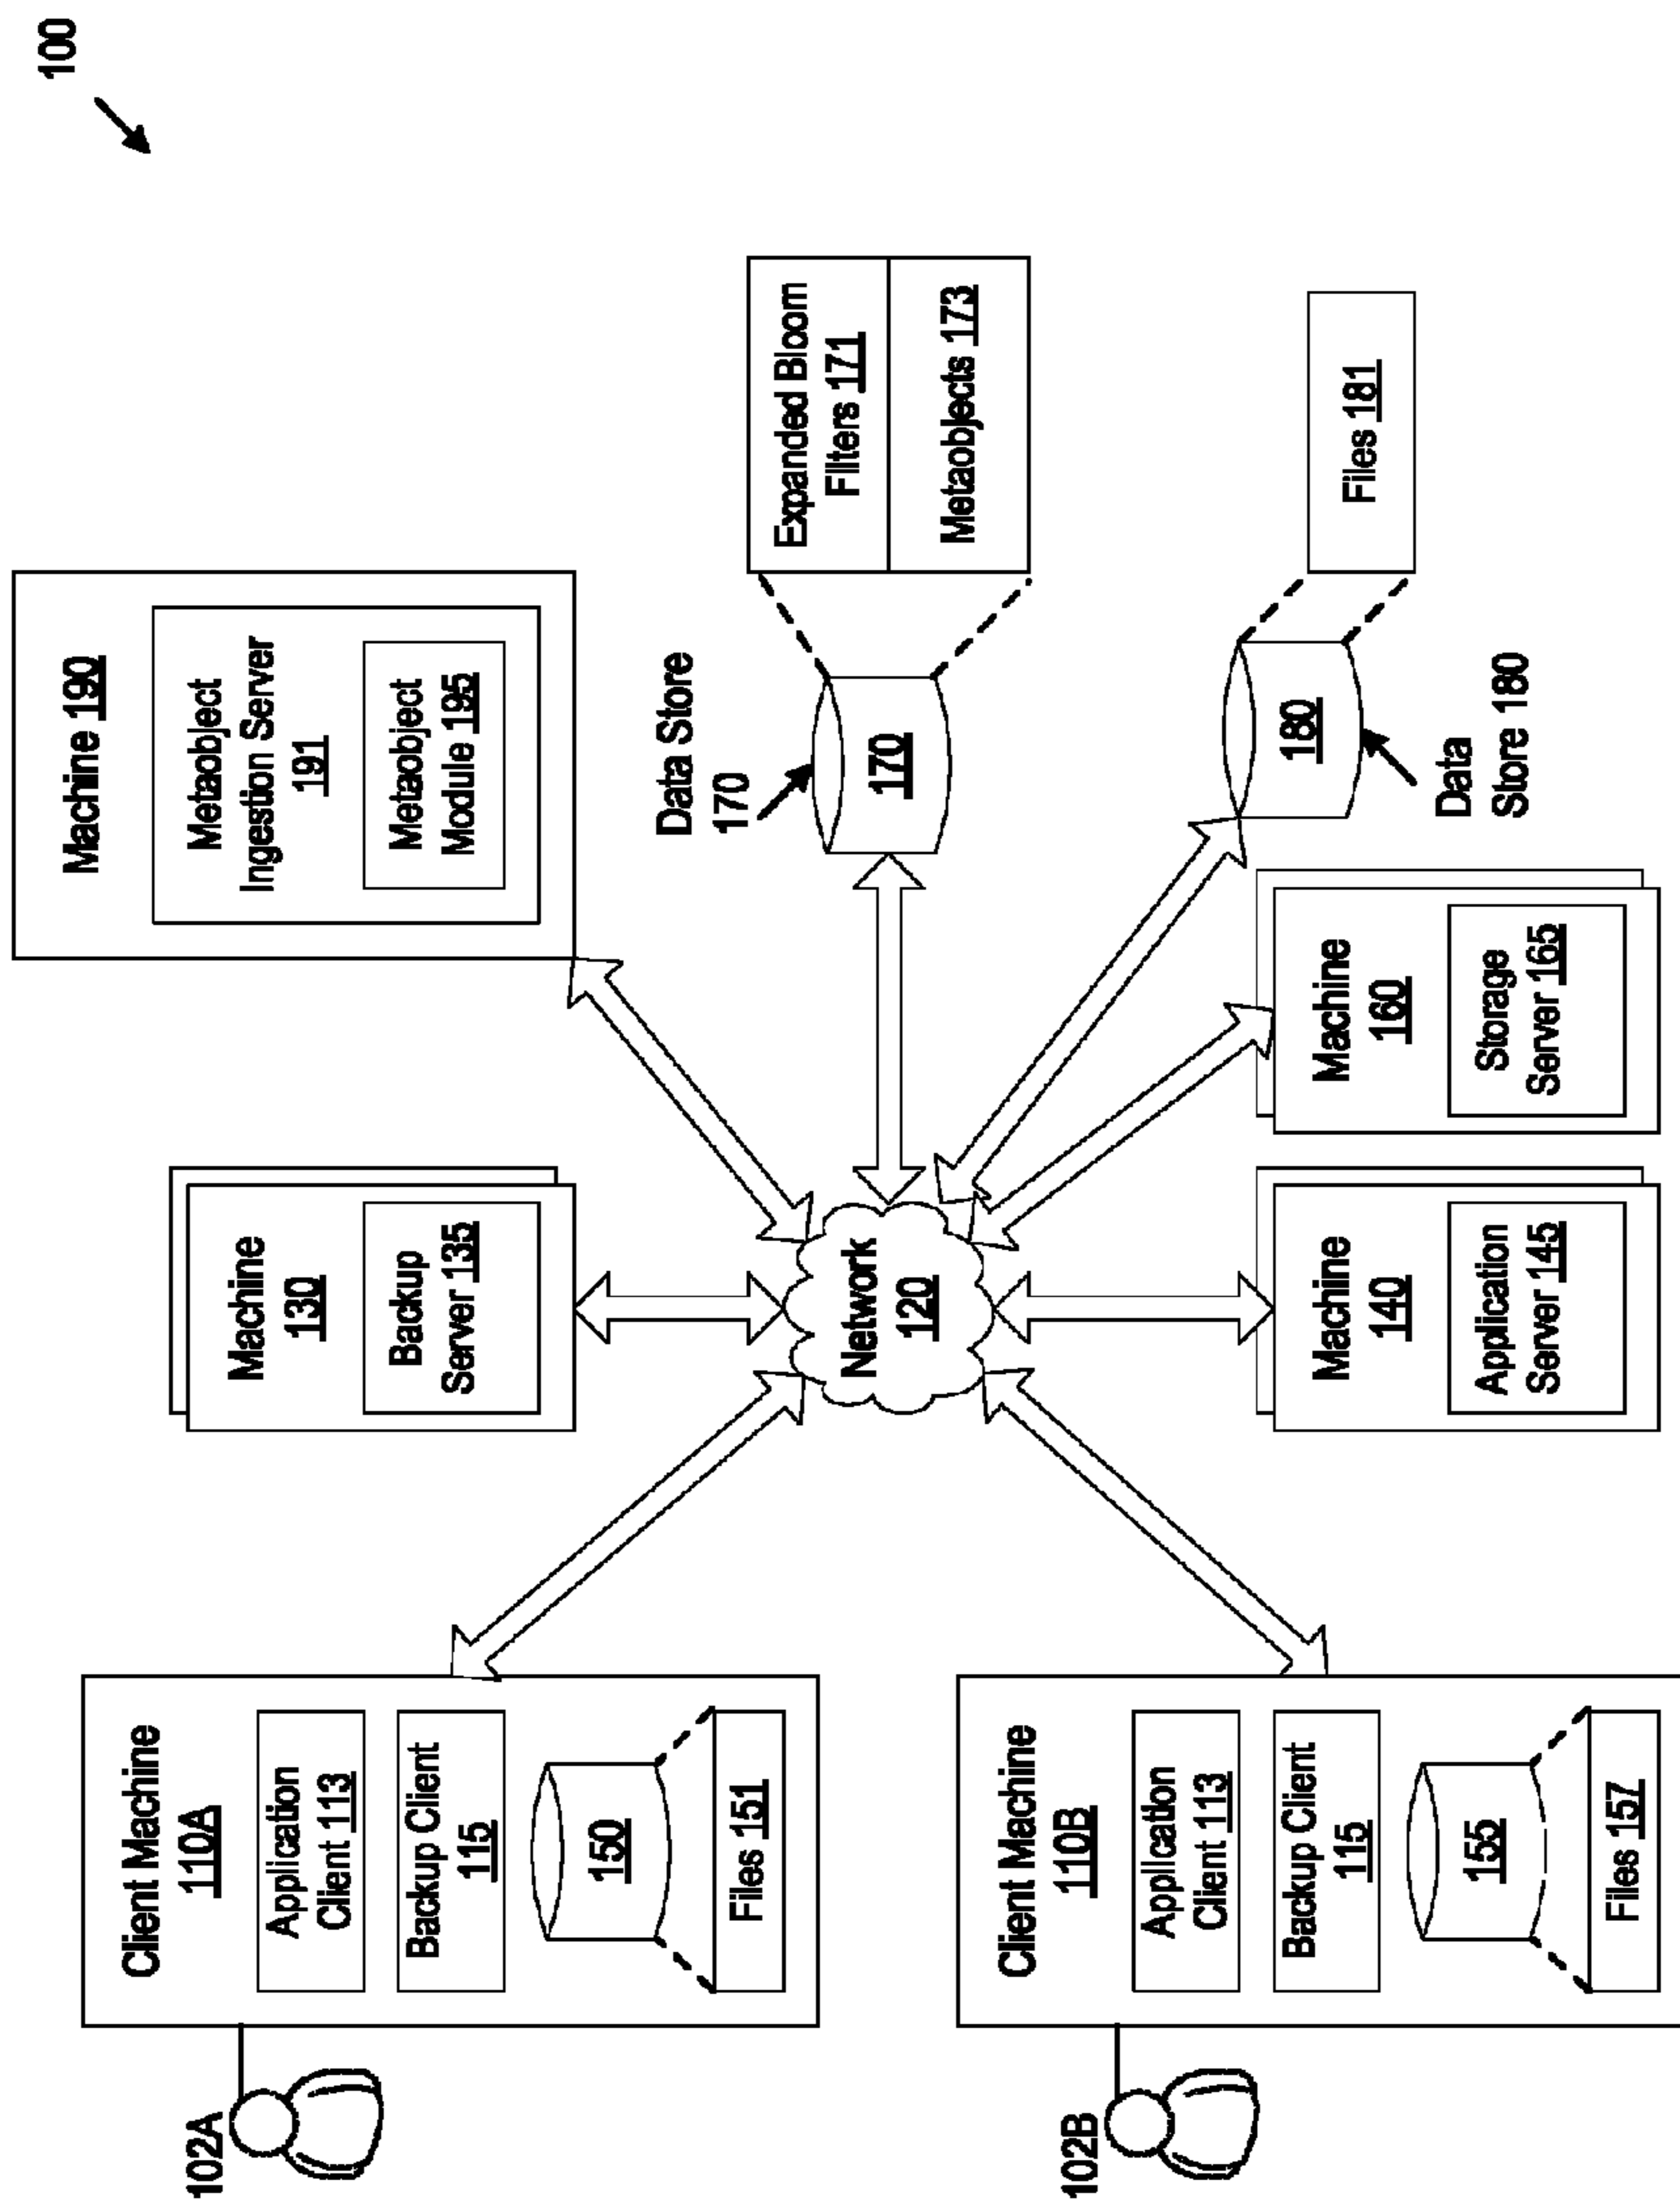 100
Machine 190
Metaobject
Ingestion Server
191
Metaobject
Module 195
Machine
130
Backup
Server 135
Client Machine
110A
Application
Client 113
Backup Client
115
150
Files 151
102A
Data Store
170
170
Expanded Bloom
Filters 171
Metaobjects 173
Network
120
Files 181
180
Data
Store 180
Machine
160
Storage
Server 165
Machine
140
Application
Server 145
Client Machine
110B
Application
Client 113
Backup Client
115
155
Files 157
102B